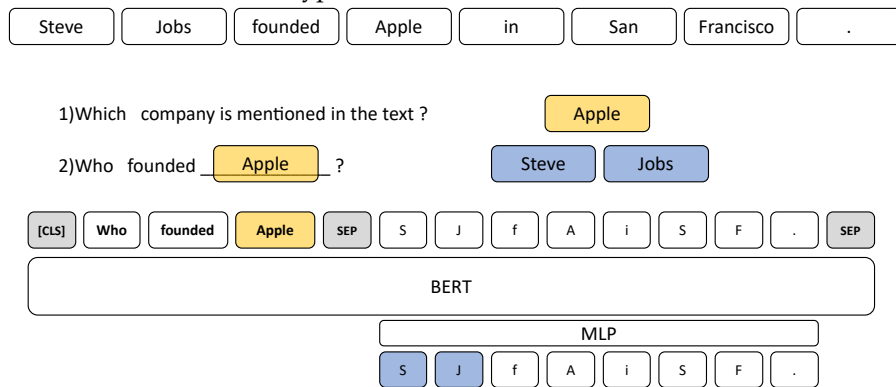 Steve Jobs founded Apple in San Francisco .
1)Which company is mentioned in the text ? Apple
2)Who founded Apple ? Steve Jobs
[CLS] Who founded Apple SEP S J f A i S F . SEP
BERT
MLP
S J f A i S F .